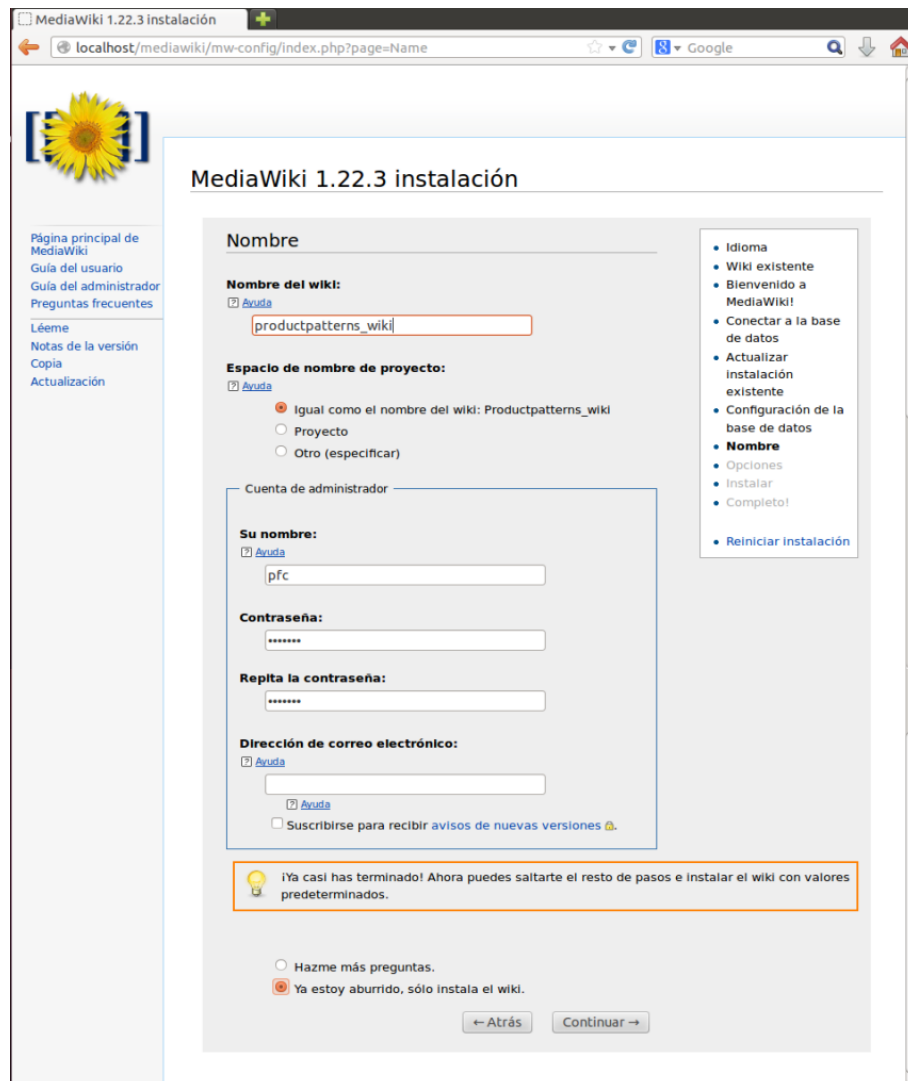 MediaWiki 1.22.3 instalación
localhost/mediawiki/mw-config/index.php?page=Name
Google
MediaWiki 1.22.3 instalación
Página principal de
MediaWiki
Guía del usuario
Guía del administrador
Preguntas frecuentes
Léeme
Notas de la versión
Copia
Actualización
Nombre
Nombre del wiki:
Ayuda
productpatterns_wiki
Espacio de nombre de proyecto:
Ayuda
Igual como el nombre del wiki: Productpatterns_wiki
Proyecto
Otro (especificar)
Cuenta de administrador
Su nombre:
Ayuda
pfc
Contraseña:
•••••••
Repita la contraseña:
•••••••
Dirección de correo electrónico:
Ayuda
Ayuda
Suscribirse para recibir avisos de nuevas versiones.
¡Ya casi has terminado! Ahora puedes saltarte el resto de pasos e instalar el wiki con valores
predeterminados.
Hazme más preguntas.
Ya estoy aburrido, sólo instala el wiki.
← Atrás
Continuar →
Idioma
Wiki existente
Bienvenido a
MediaWiki!
Conectar a la base
de datos
Actualizar
instalación
existente
Configuración de la
base de datos
Nombre
Opciones
Instalar
Completo!
Reiniciar instalación